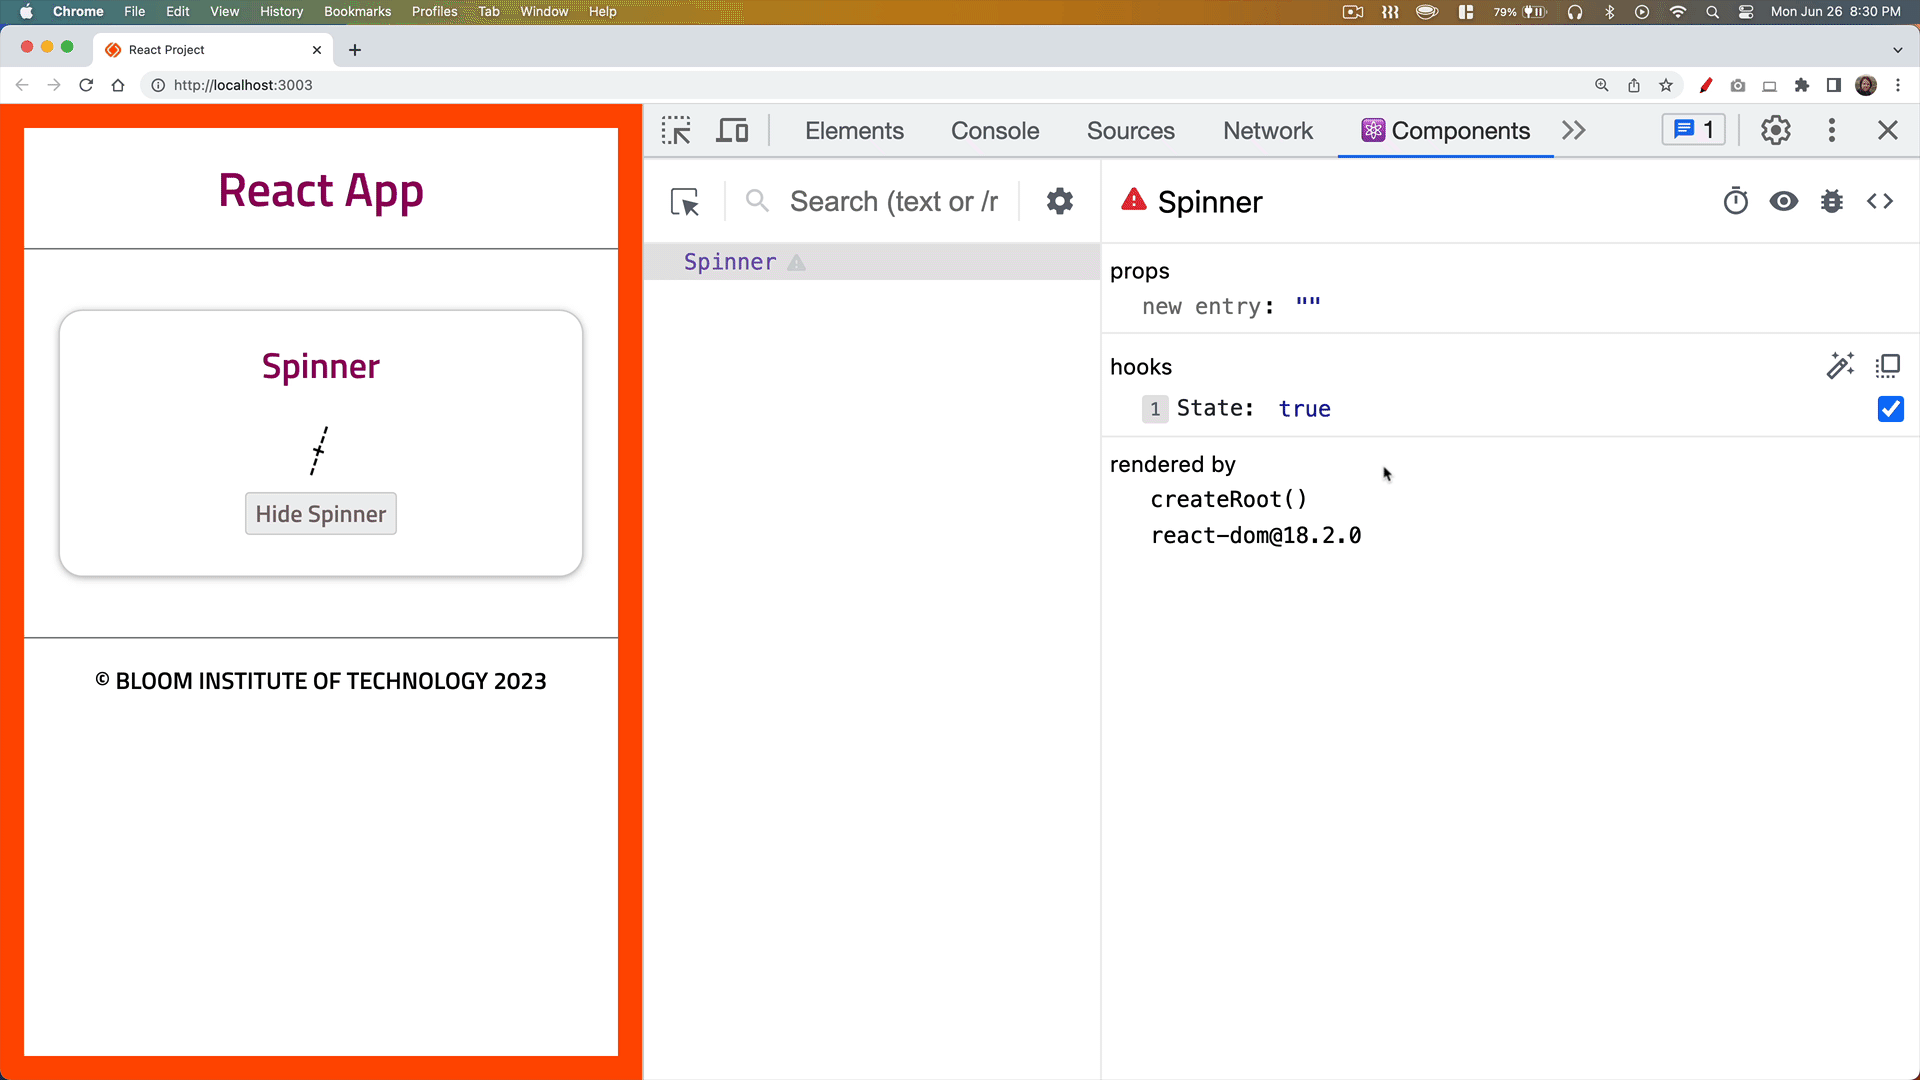 Chrome File Edit View History Bookmarks Profiles Tab Window Help 79% Mon Jun 26 8:30 PM
React Project
http://localhost:3003
React App
Spinner
Hide Spinner
© BLOOM INSTITUTE OF TECHNOLOGY 2023
Elements Console Sources Network Components 1
Search (text or /r
Spinner
Spinner
props
new entry: ""
hooks
1 State: true
rendered by
createRoot()
react-dom@18.2.0